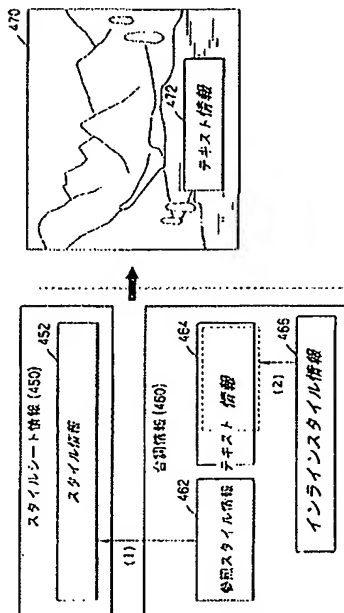 スタイルシート情報 (450)
452
スタイル情報
(1)
台詞情報 (460)
462
参照スタイル情報
464
テキスト 情報
(2)
466
インラインスタイル情報
470
472
テキスト情報